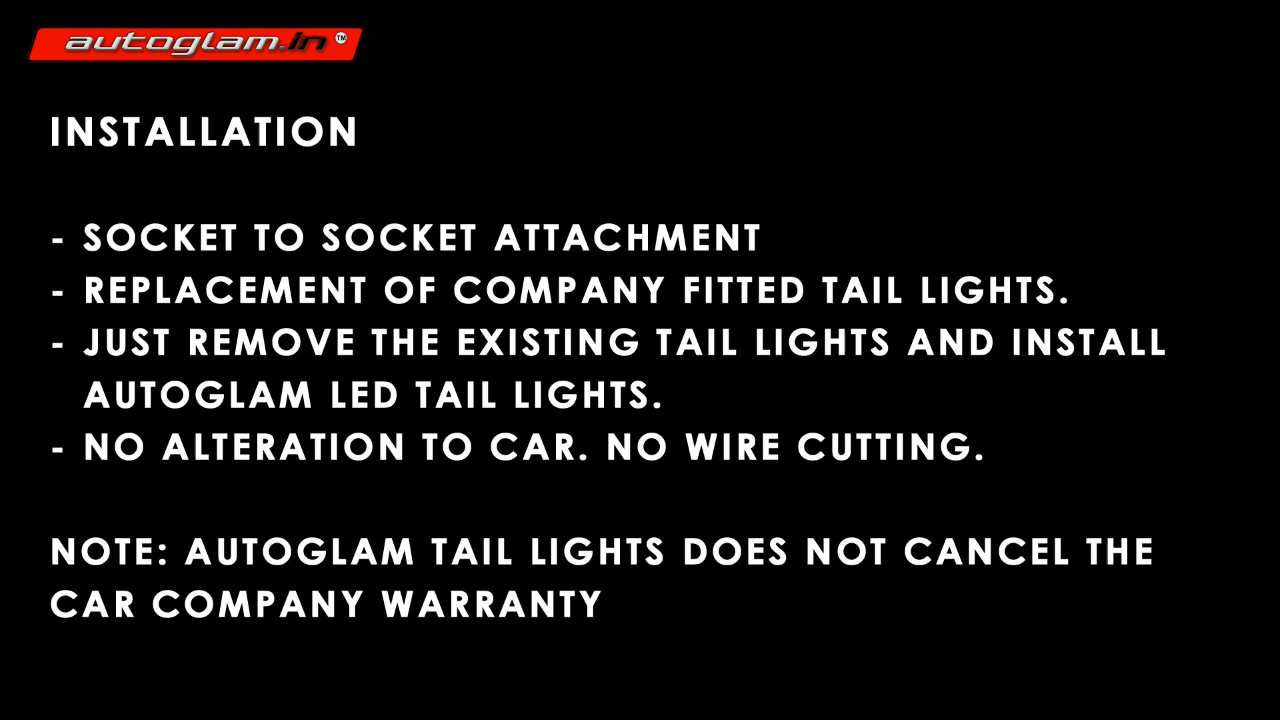 autoglam.in TM
INSTALLATION
- SOCKET TO SOCKET ATTACHMENT
- REPLACEMENT OF COMPANY FITTED TAIL LIGHTS.
- JUST REMOVE THE EXISTING TAIL LIGHTS AND INSTALL
AUTOGLAM LED TAIL LIGHTS.
- NO ALTERATION TO CAR. NO WIRE CUTTING.
NOTE: AUTOGLAM TAIL LIGHTS DOES NOT CANCEL THE
CAR COMPANY WARRANTY